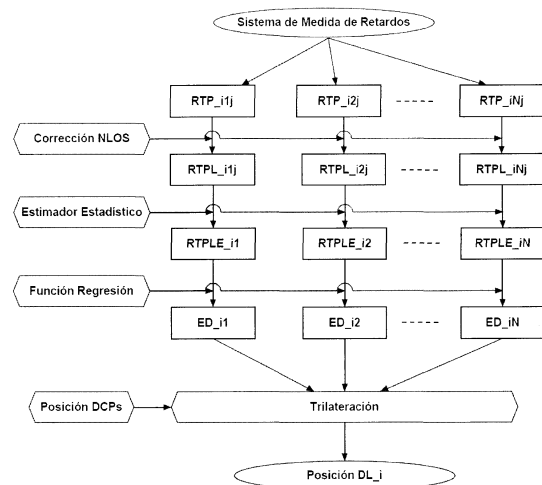 Sistema de Medida de Retardos
RTP_i1j
RTP_i2j
RTP_iNj
Corrección NLOS
RTPL_i1j
RTPL_i2j
RTPL_iNj
Estimador Estadístico
RTPLE_i1
RTPLE_i2
RTPLE_iN
Función Regresión
ED_i1
ED_i2
ED_iN
Posición DCPs
Trilateración
Posición DL_i